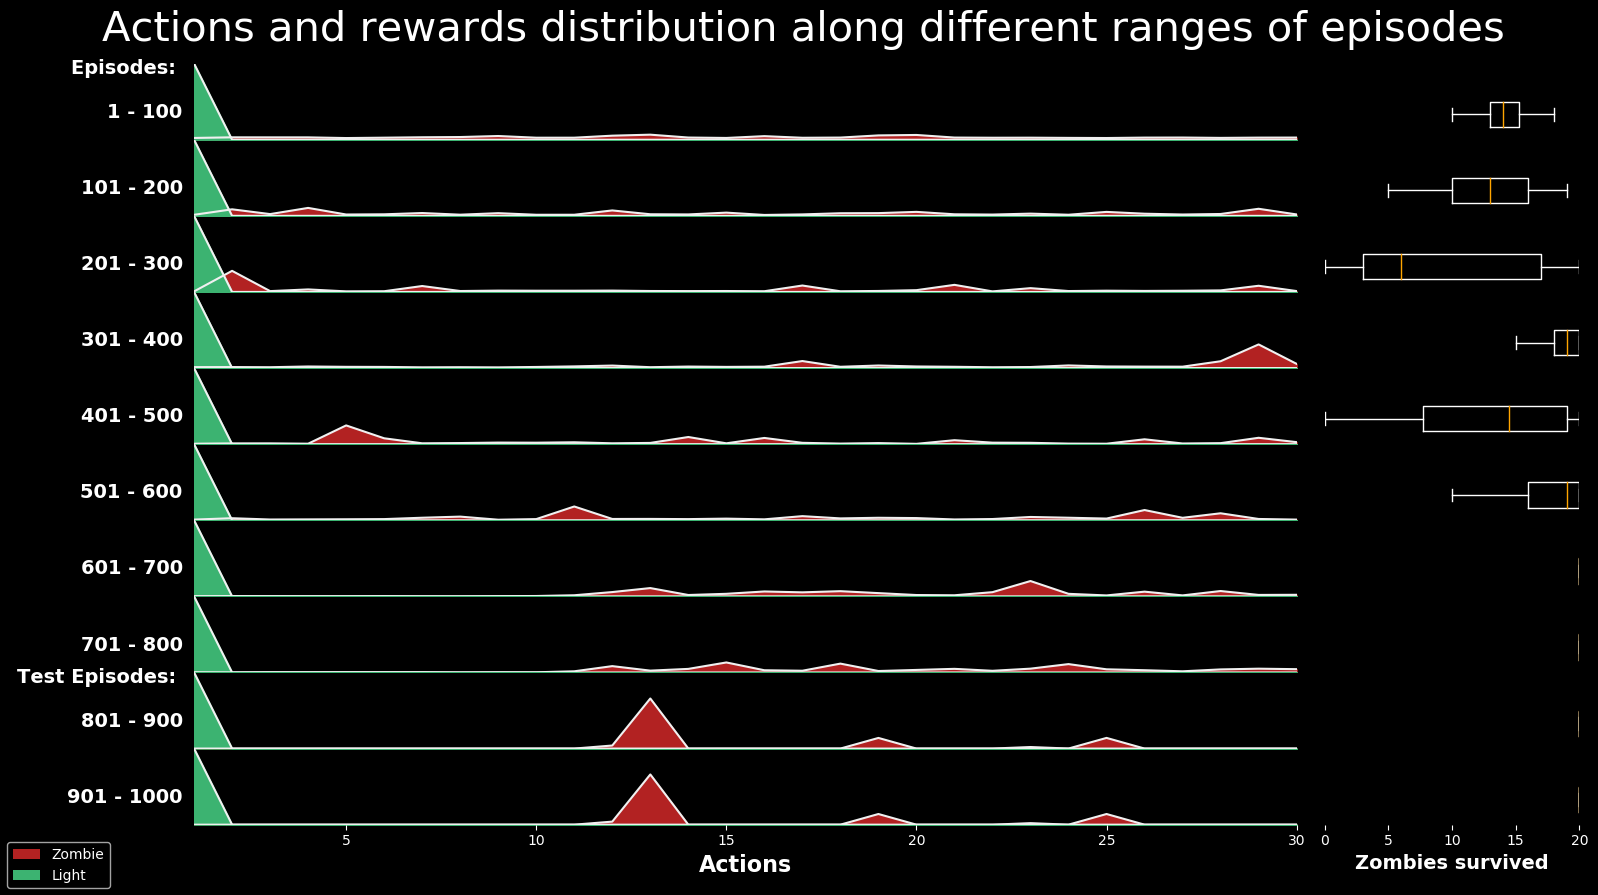 Actions and rewards distribution along different ranges of episodes
Episodes:
1 - 100
101 - 200
201 - 300
301 - 400
401 - 500
501 - 600
601 - 700
701 - 800
Test Episodes:
801 - 900
901 - 1000
5 10 15 20 25 30
Actions
0 5 10 15 20
Zombies survived
Zombie
Light